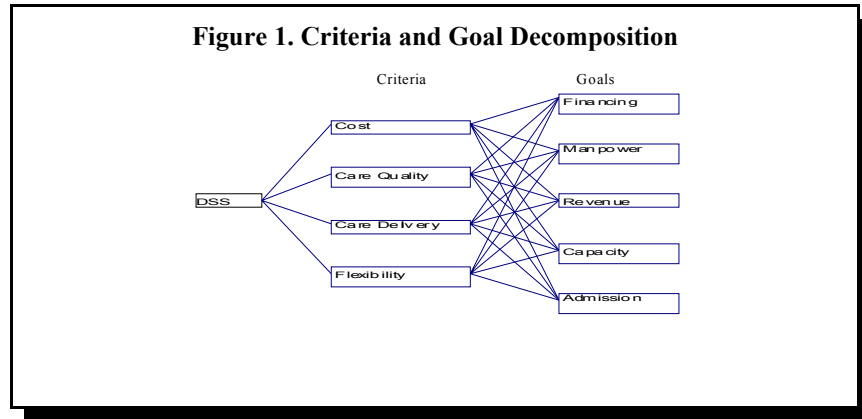 Figure 1. Criteria and Goal Decomposition
Criteria
Goals
DSS
Cost
Care Quality
Care Delivery
Flexibility
Financing
Manpower
Revenue
Capacity
Admission